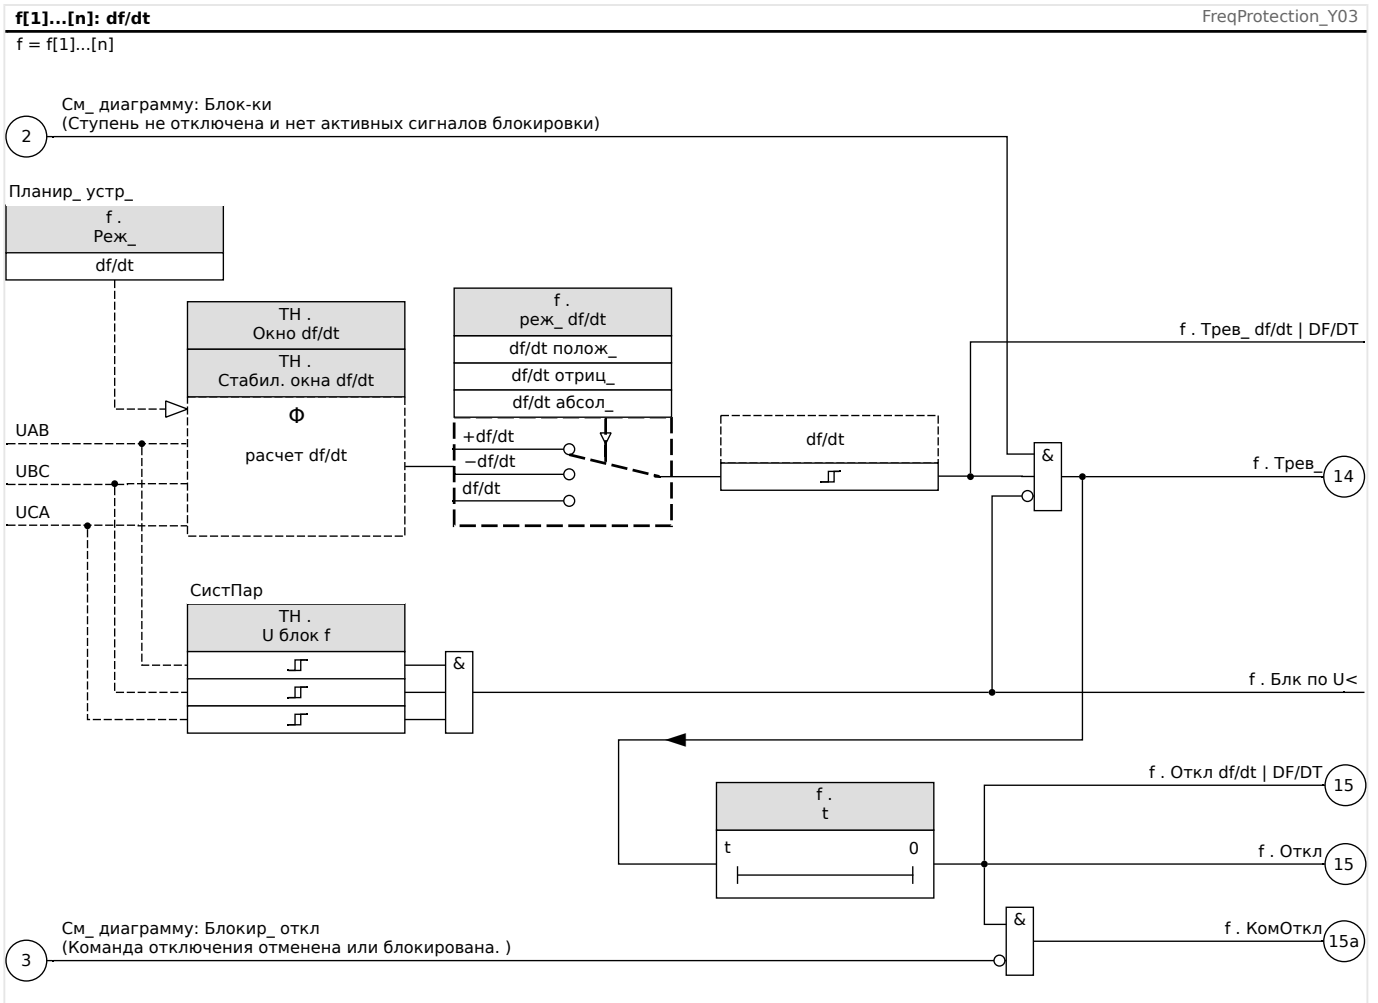 f[1]...[n]: df/dt
FreqProtection_Y03
f = f[1]...[n]
См_ диаграмму: Блок-ки
(Ступень не отключена и нет активных сигналов блокировки)
2
Планир_ устр_
f .
Реж_
df/dt
ТН .
Окно df/dt
ТН .
Стабил. окна df/dt
Φ
расчет df/dt
f .
реж_ df/dt
df/dt полож_
df/dt отриц_
df/dt абсол_
+df/dt
−df/dt
df/dt
df/dt
f . Трев_ df/dt | DF/DT
&
f . Трев_
14
UAB
UBC
UCA
СистПар
ТН .
U блок f
&
f . Блк по U<
f .
t
t
0
f . Откл df/dt | DF/DT
15
f . Откл
15
&
f . КомОткл
15a
См_ диаграмму: Блокир_ откл
(Команда отключения отменена или блокирована. )
3